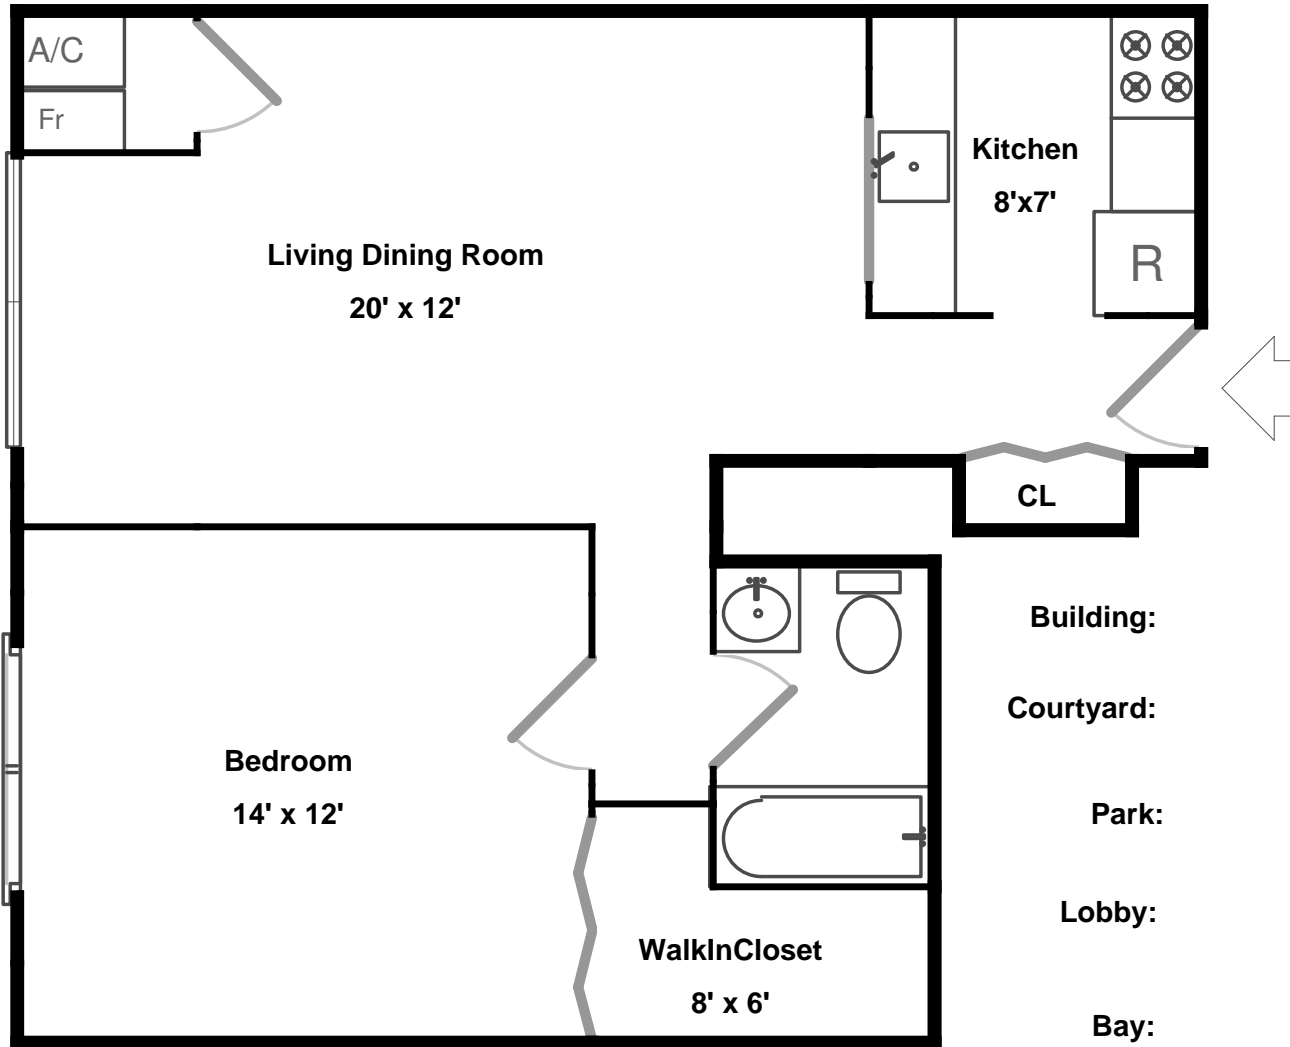 A/C
Fr
Kitchen
8'x7'
Living Dining Room
20' x 12'
R
CL
Building:
Courtyard:
Bedroom
14' x 12'
Park:
Lobby:
WalkInCloset
8' x 6'
Bay: